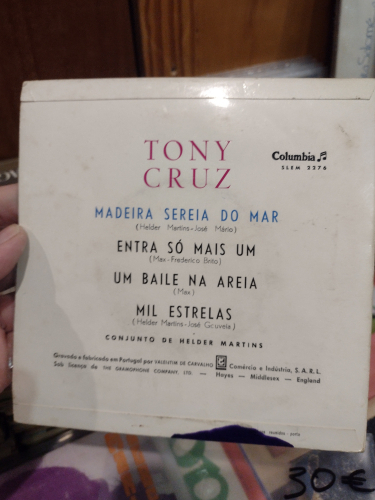 TONY
CRUZ
Columbia
SLEM 2276
MADEIRA SEREIA DO MAR
(Helder Martins-José Mário)
ENTRA SÓ MAIS UM
(Max-Frederico Brito)
UM BAILE NA AREIA
(Max)
MIL ESTRELAS
(Helder Martins-José Gouveia)
CONJUNTO DE HELDER MARTINS
Gravado e fabricado em Portugal por VALENTIM DE CARVALHO Comércio e Indústria, S.A.R.L.
Sob licença de THE GRAMOPHONE COMPANY, LTD. — Hayes — Middlesex — England
30€